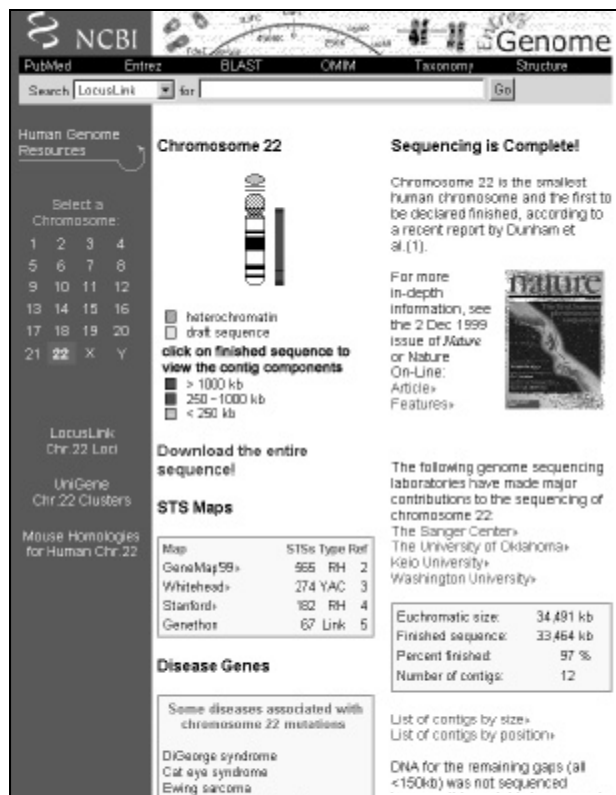 NCBI
Entrez
Genome
PubMed Entrez BLAST OMIM Taxonomy Structure
Search LocusLink for Go
Human Genome
Resources
Select a
Chromosome:
1 2 3 4
5 6 7 8
9 10 11 12
13 14 15 16
17 18 19 20
21 22 X Y
LocusLink
Chr.22 Loci
UniGene
Chr.22 Clusters
Mouse Homologies
for Human Chr.22
Chromosome 22
heterochromatin
draft sequence
click on finished sequence to
view the contig components
> 1000 kb
250-1000 kb
< 250 kb
Download the entire
sequence!
STS Maps
Map STSs Type Ref
GeneMap'99» 565 RH 2
Whitehead» 274 YAC 3
Stanford» 182 RH 4
Genethon 67 Link 5
Disease Genes
Some diseases associated with
chromosome 22 mutations
DiGeorge syndrome
Cat eye syndrome
Ewing sarcoma
Sequencing is Complete!
Chromosome 22 is the smallest
human chromosome and the first to
be declared finished, according to
a recent report by Dunham et
al.(1).
For more
in-depth
information, see
the 2 Dec 1999
issue of Nature
or Nature
On-Line:
Article»
Features»
nature
The following genome sequencing
laboratories have made major
contributions to the sequencing of
chromosome 22:
The Sanger Center»
The University of Oklahoma»
Keio University»
Washington University»
Euchromatic size: 34,491 kb
Finished sequence: 33,464 kb
Percent finished: 97 %
Number of contigs: 12
List of contigs by size»
List of contigs by position»
DNA for the remaining gaps (all
<150kb) was not sequenced